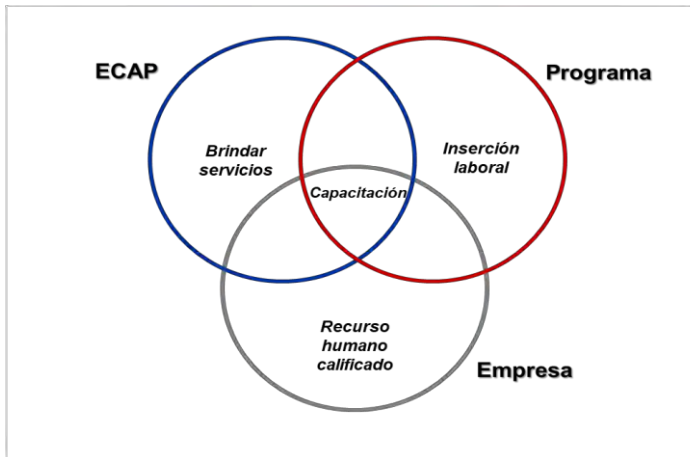 ECAP
Programa
Brindar
servicios
Inserción
laboral
Capacitación
Recurso
humano
calificado
Empresa